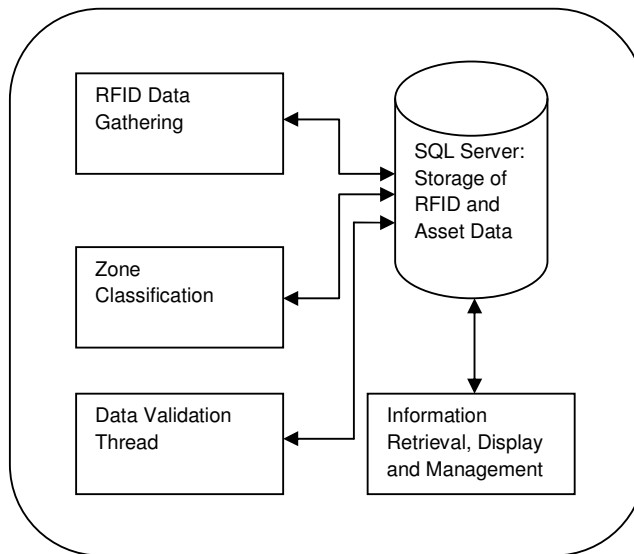 RFID Data
Gathering
SQL Server:
Storage of
RFID and
Asset Data
Zone
Classification
Data Validation
Thread
Information
Retrieval, Display
and Management